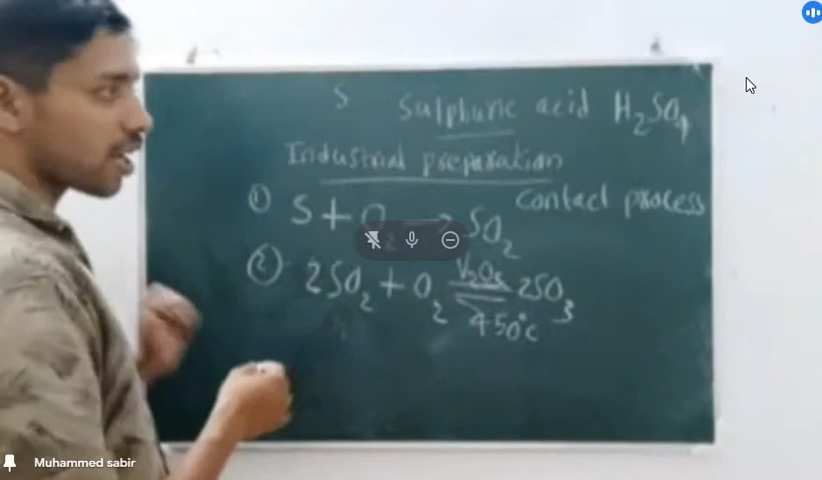 S Sulphuric acid H₂SO₄
Industrial preparation
Contact process
① S + O₂ → SO₂
② 2SO₂ + O₂ V₂O₅ ⇌ 450°C 2SO₃
Muhammed sabir